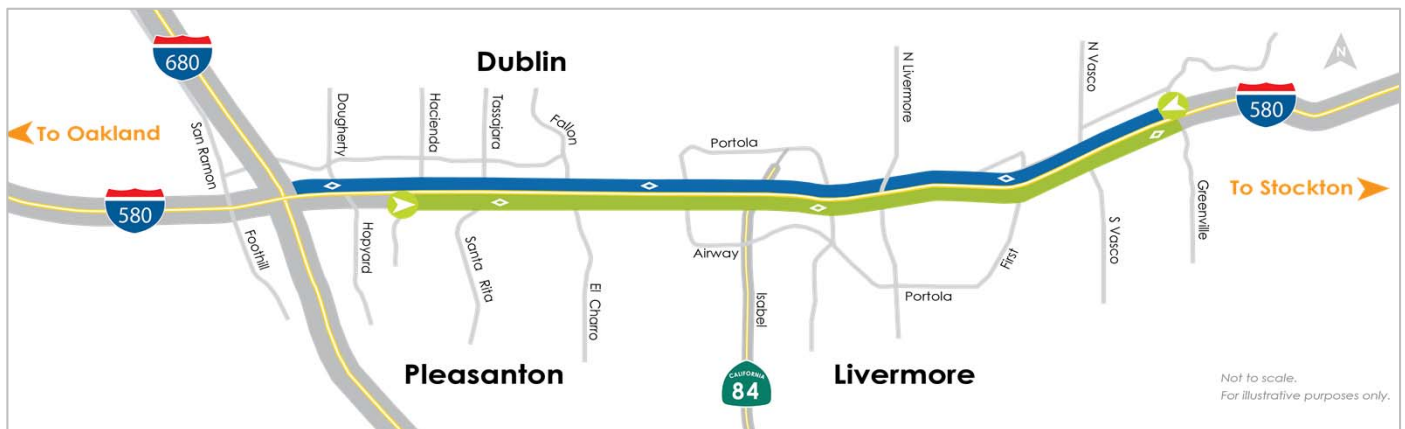 680
Dublin
To Oakland
580
San Ramon
Foothill
Dougherty
Hopyard
Hacienda
Tassajara
Santa Rita
Fallon
El Charro
Portola
Airway
Isabel
CALIFORNIA
84
N Livermore
Portola
First
N Vasco
S Vasco
Greenville
N
580
To Stockton
Pleasanton
Livermore
Not to scale.
For illustrative purposes only.